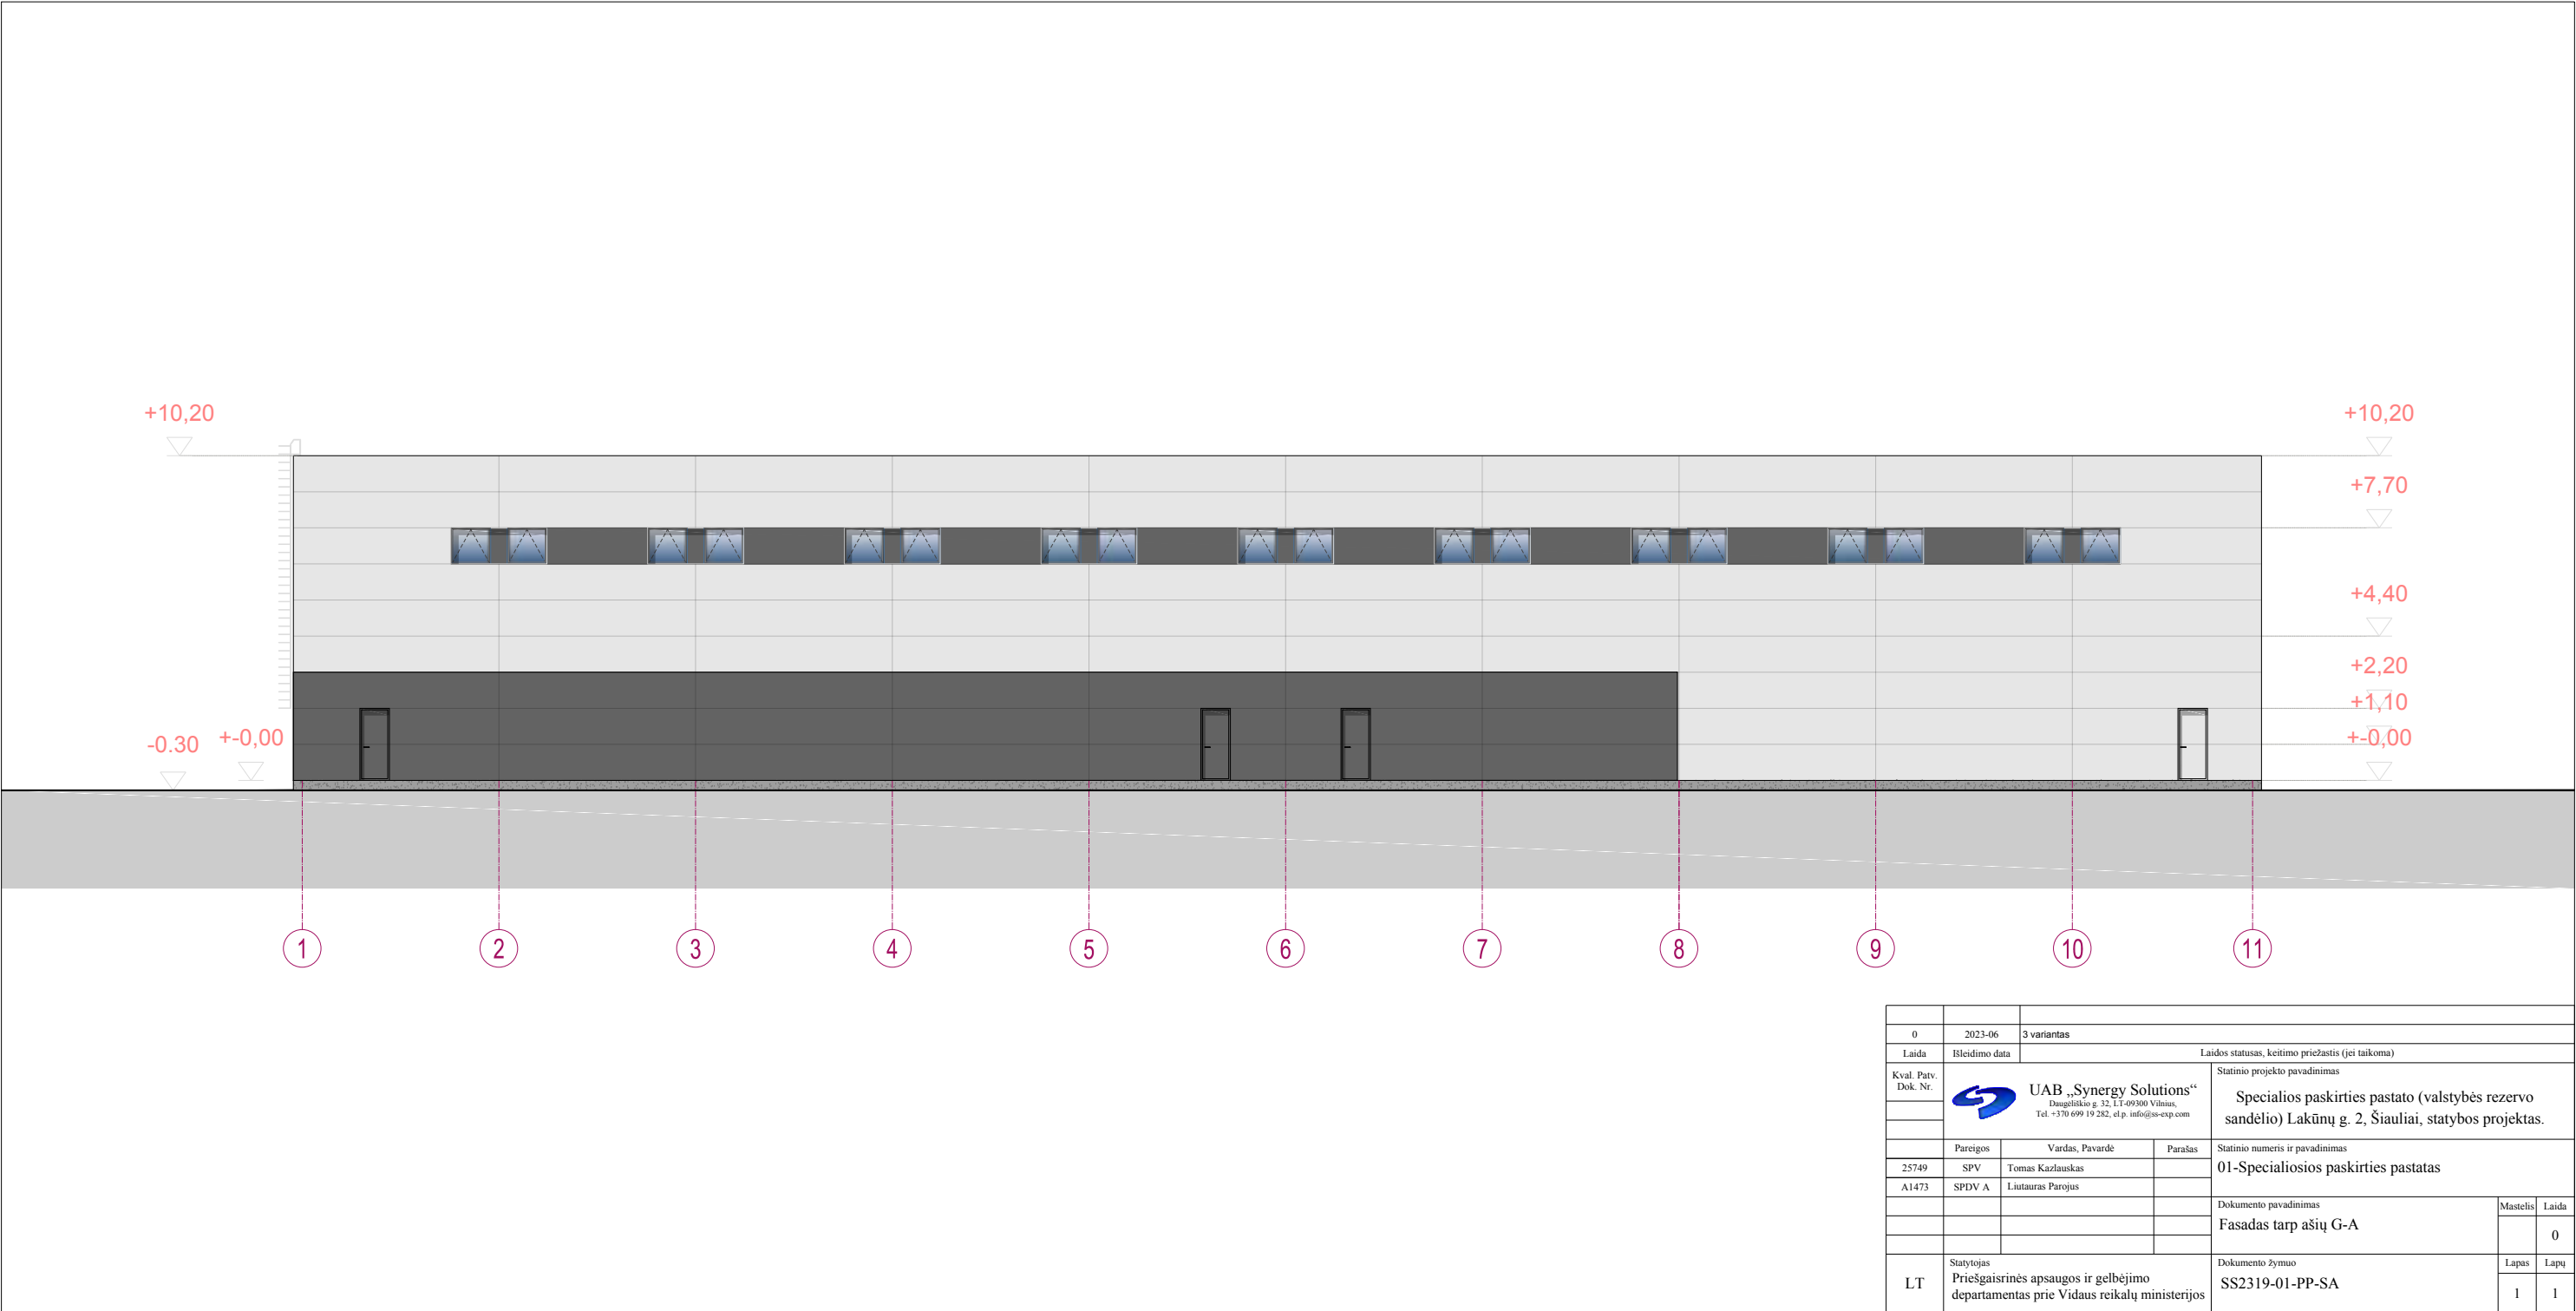 +10,20
+10,20
+7,70
+4,40
+2,20
+1,10
-0.30
+-0,00
+-0,00
1
2
3
4
5
6
7
8
9
10
11
0
2023-06
3 variantas
Laida
Išleidimo data
Laidos statusas, keitimo priežastis (jei taikoma)
Kval. Patv.
Dok. Nr.
UAB „Synergy Solutions“
Daugėliškio g. 32, LT-09300 Vilnius,
Tel. +370 699 19 282, el.p. info@ss-exp.com
Statinio projekto pavadinimas
Specialios paskirties pastato (valstybės rezervo
sandėlio) Lakūnų g. 2, Šiauliai, statybos projektas.
Pareigos
Vardas, Pavardė
Parašas
Statinio numeris ir pavadinimas
01-Specialiosios paskirties pastatas
25749
SPV
Tomas Kazlauskas
A1473
SPDV A
Liutauras Parojus
Dokumento pavadinimas
Fasadas tarp ašių G-A
Mastelis
Laida
0
LT
Statytojas
Priešgaisrinės apsaugos ir gelbėjimo
departamentas prie Vidaus reikalų ministerijos
Dokumento žymuo
SS2319-01-PP-SA
Lapas
Lapų
1
1